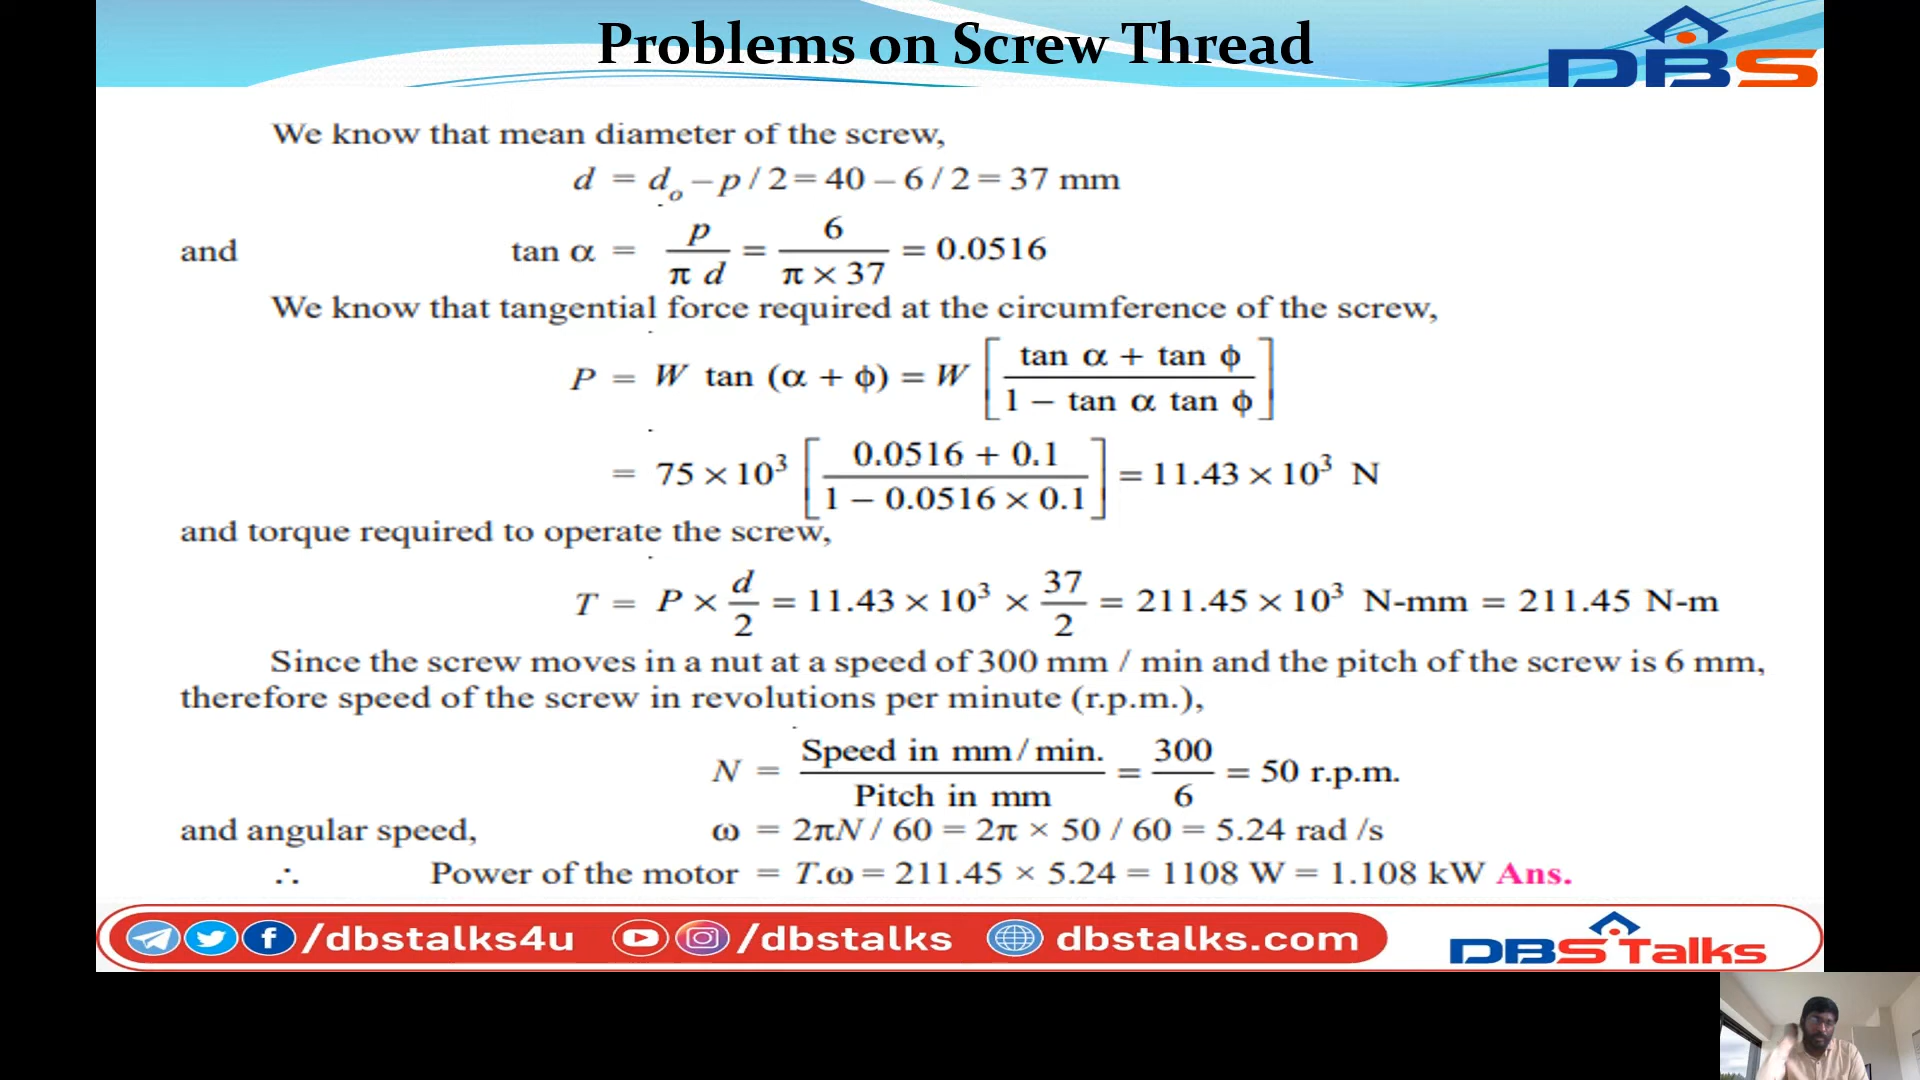 Problems on Screw Thread
DBS
We know that mean diameter of the screw,
d = dₒ – p / 2 = 40 – 6 / 2 = 37 mm
and tan α = p / π d = 6 / π × 37 = 0.0516
We know that tangential force required at the circumference of the screw,
P = W tan (α + ϕ) = W [tan α + tan ϕ / 1 – tan α tan ϕ]
= 75 × 10³ [0.0516 + 0.1 / 1 – 0.0516 × 0.1] = 11.43 × 10³ N
and torque required to operate the screw,
T = P × d / 2 = 11.43 × 10³ × 37 / 2 = 211.45 × 10³ N-mm = 211.45 N-m
Since the screw moves in a nut at a speed of 300 mm / min and the pitch of the screw is 6 mm,
therefore speed of the screw in revolutions per minute (r.p.m.),
N = Speed in mm / min. / Pitch in mm = 300 / 6 = 50 r.p.m.
and angular speed, ω = 2πN / 60 = 2π × 50 / 60 = 5.24 rad /s
∴ Power of the motor = T.ω = 211.45 × 5.24 = 1108 W = 1.108 kW Ans.
/dbstalks4u /dbstalks dbstalks.com DBS Talks